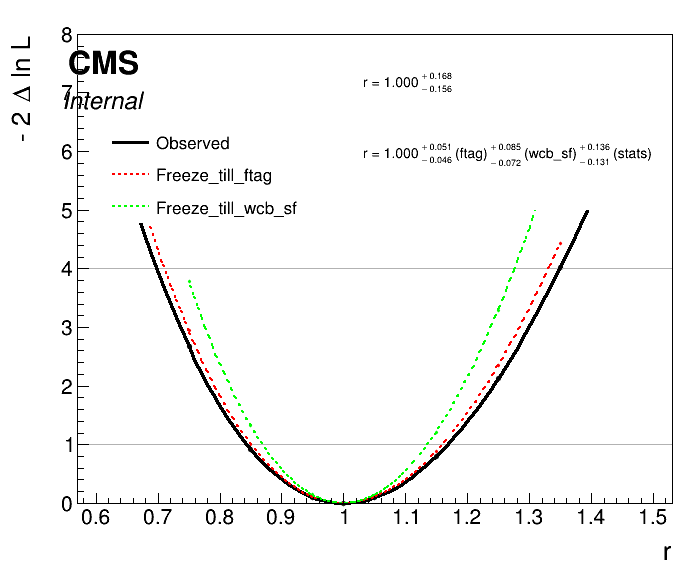 - 2 Δ ln L
8
CMS
7
Internal
r = 1.000 + 0.168 - 0.156
6
Observed
r = 1.000 + 0.051 - 0.046 (ftag) + 0.085 - 0.072 (wcb_sf) + 0.136 - 0.131 (stats)
Freeze_till_ftag
5
Freeze_till_wcb_sf
4
3
2
1
0
0.6 0.7 0.8 0.9 1 1.1 1.2 1.3 1.4 1.5
r